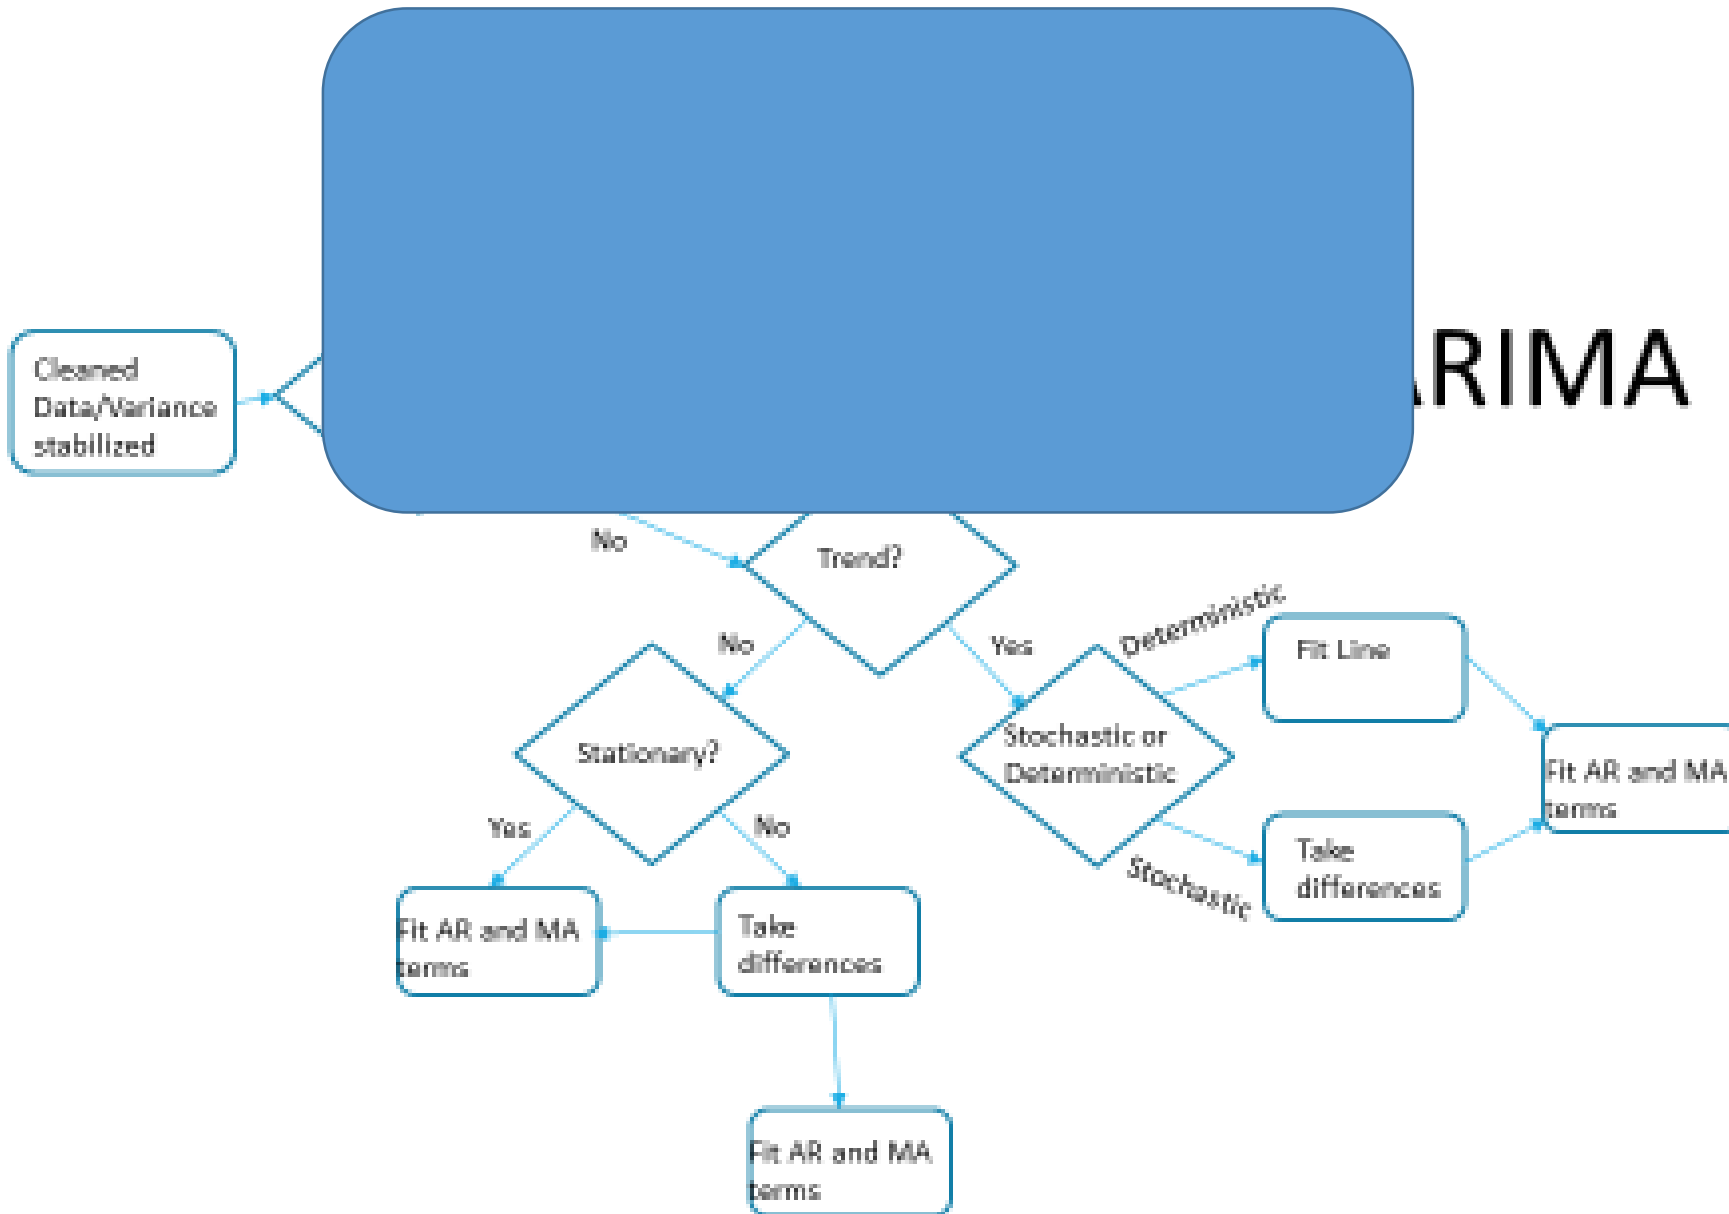 ARIMA
Cleaned
Data/Variance
stabilized
No
Trend?
No
Yes
Deterministic
Fit Line
Stationary?
Stochastic or
Deterministic
Fit AR and MA
terms
Yes
No
Stochastic
Take
differences
Fit AR and MA
terms
Take
differences
Fit AR and MA
terms